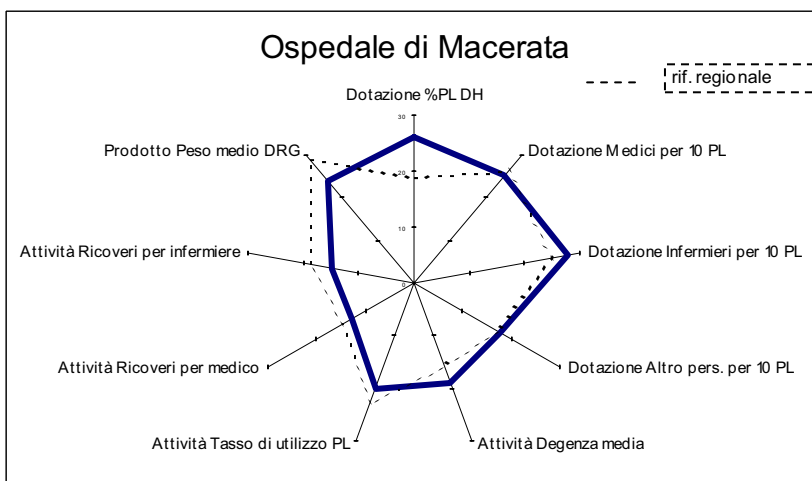 Ospedale di Macerata
rif. regionale
Dotazione %PL DH
30
Prodotto Peso medio DRG
Dotazione Medici per 10 PL
20
Attività Ricoveri per infermiere
Dotazione Infermieri per 10 PL
10
0
Attività Ricoveri per medico
Dotazione Altro pers. per 10 PL
Attività Tasso di utilizzo PL
Attività Degenza media